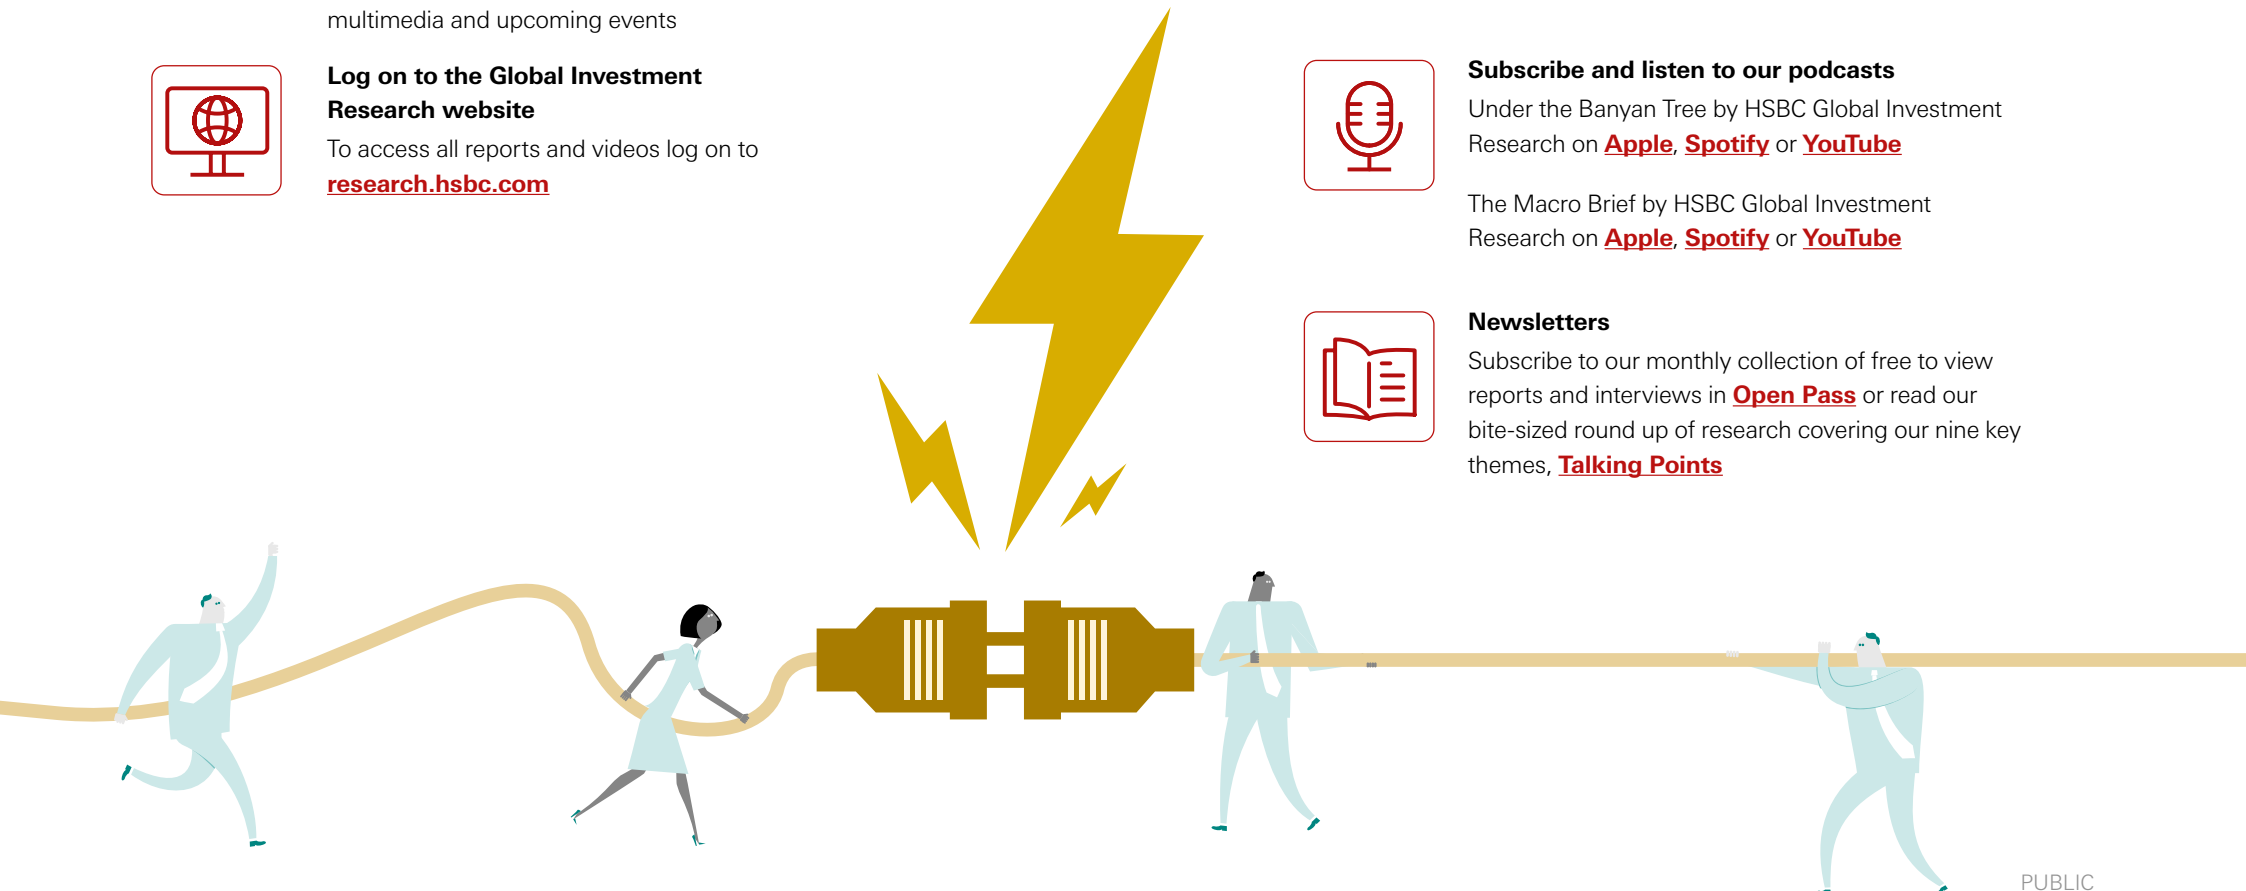 multimedia and upcoming events
Log on to the Global Investment
Research website
To access all reports and videos log on to
research.hsbc.com
Subscribe and listen to our podcasts
Under the Banyan Tree by HSBC Global Investment
Research on Apple, Spotify or YouTube
The Macro Brief by HSBC Global Investment
Research on Apple, Spotify or YouTube
Newsletters
Subscribe to our monthly collection of free to view
reports and interviews in Open Pass or read our
bite-sized round up of research covering our nine key
themes, Talking Points
PUBLIC